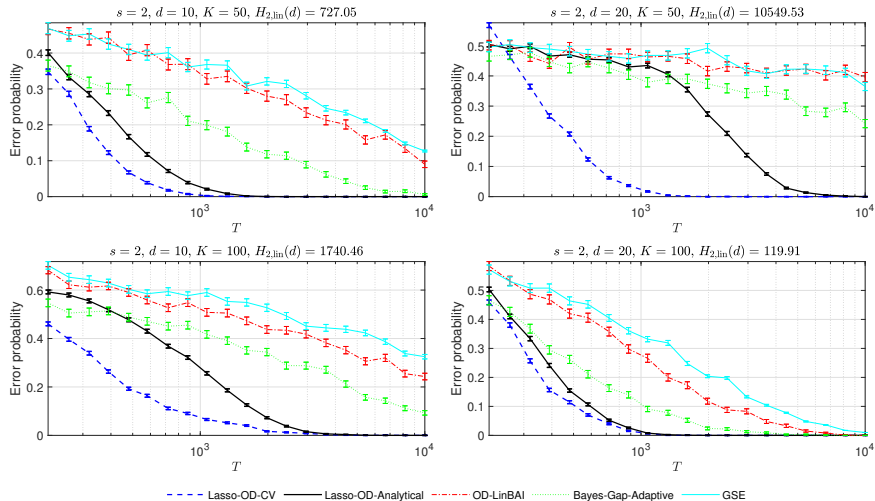 s = 2, d = 10, K = 50, H₂,lin(d) = 727.05
Error probability
0.4
0.3
0.2
0.1
0
10³
10⁴
T
s = 2, d = 20, K = 50, H₂,lin(d) = 10549.53
Error probability
0.5
0.4
0.3
0.2
0.1
0
10³
10⁴
T
s = 2, d = 10, K = 100, H₂,lin(d) = 1740.46
Error probability
0.6
0.4
0.2
0
10³
10⁴
T
s = 2, d = 20, K = 100, H₂,lin(d) = 119.91
Error probability
0.5
0.4
0.3
0.2
0.1
0
10³
10⁴
T
Lasso-OD-CV Lasso-OD-Analytical OD-LinBAI Bayes-Gap-Adaptive GSE